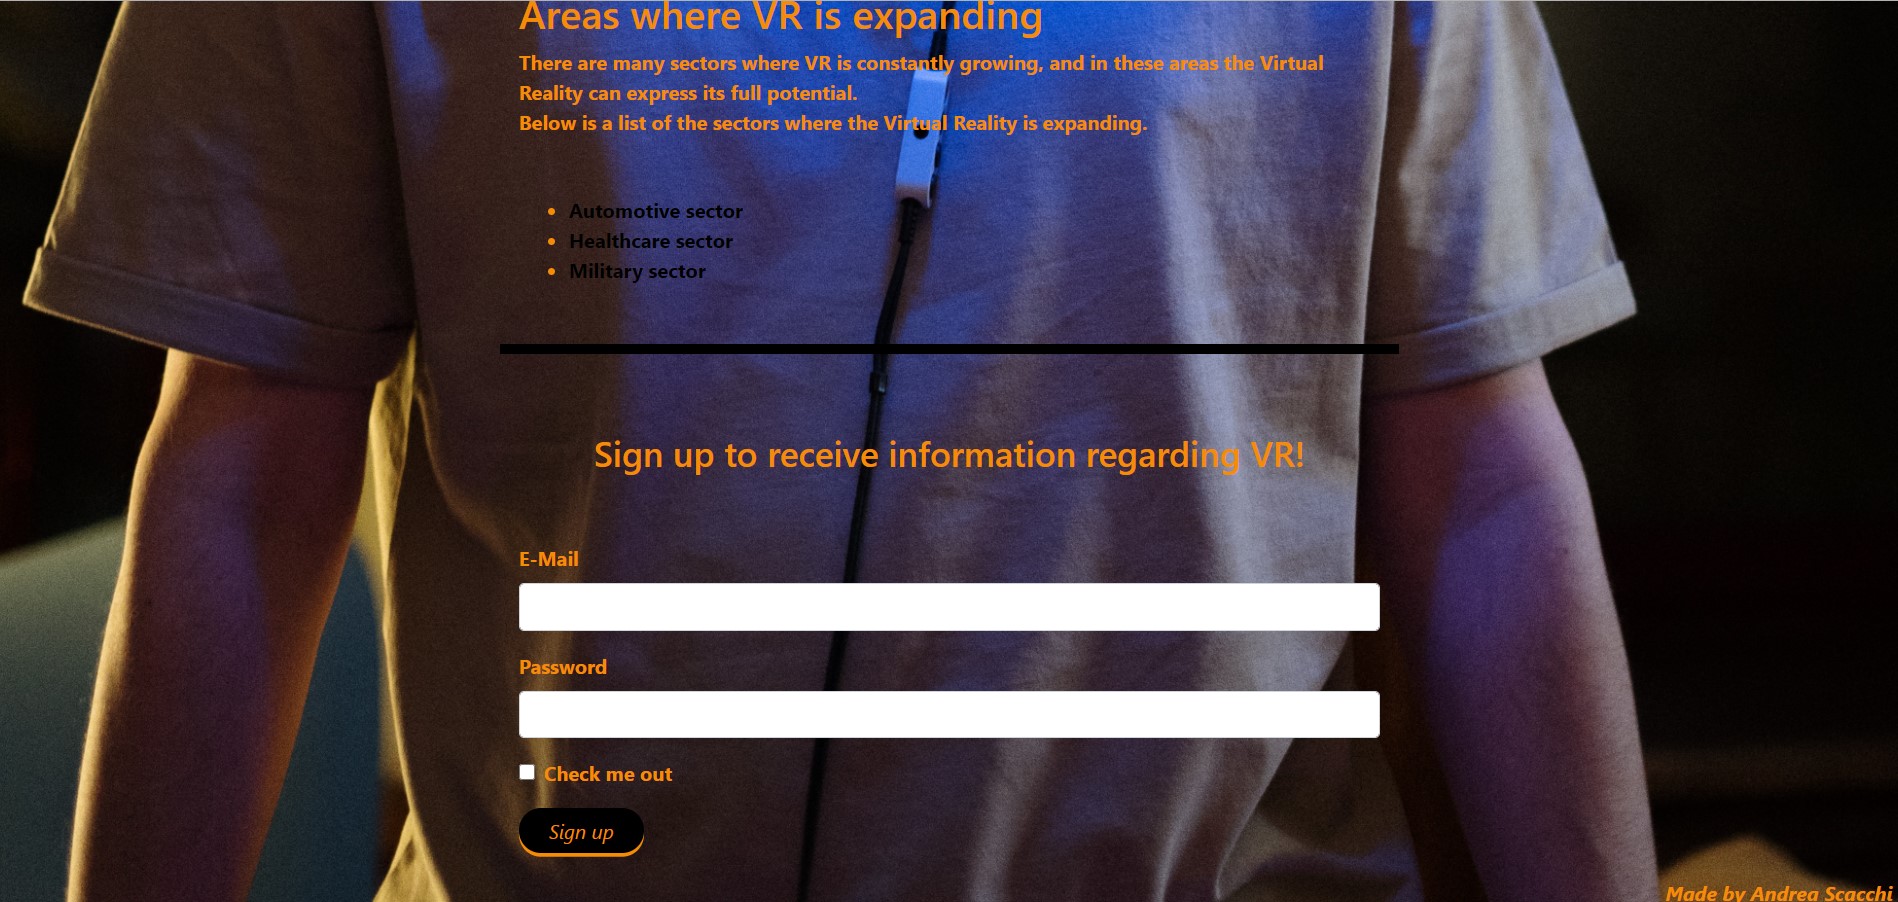 Areas where VR is expanding
There are many sectors where VR is constantly growing, and in these areas the Virtual
Reality can express its full potential.
Below is a list of the sectors where the Virtual Reality is expanding.
Automotive sector
Healthcare sector
Military sector
Sign up to receive information regarding VR!
E-Mail
Password
Check me out
Sign up
Made by Andrea Scacchi